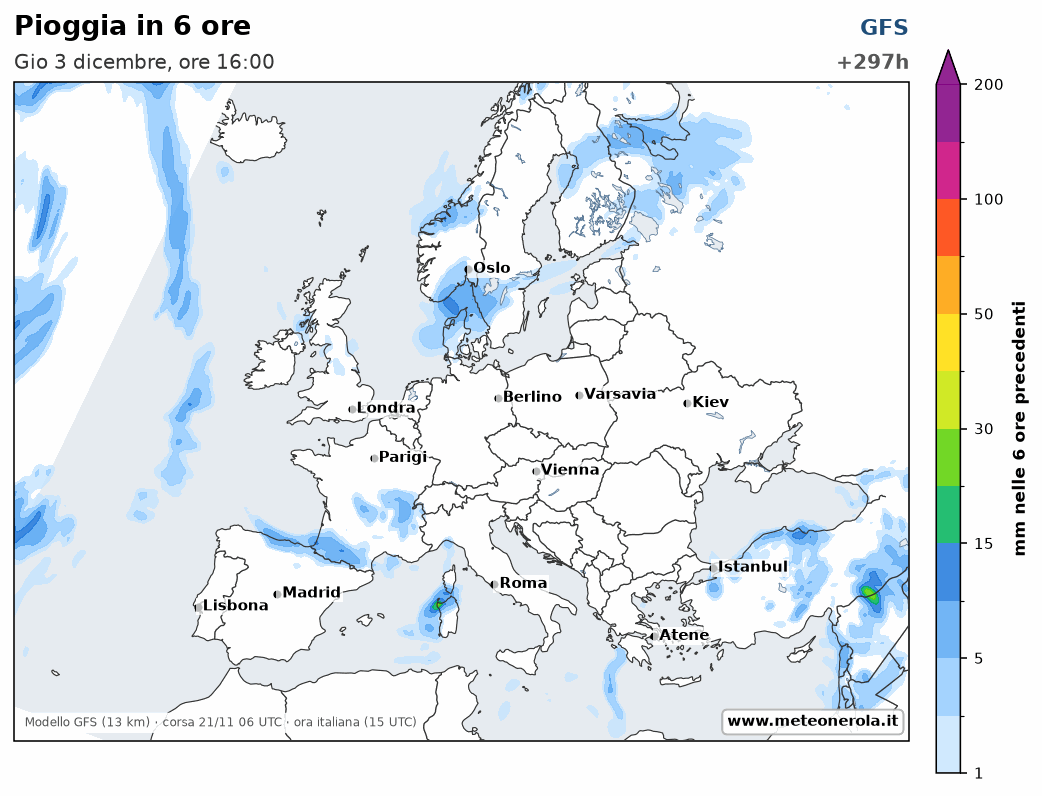 Pioggia in 6 ore
GFS
Gio 3 dicembre, ore 16:00
+297h
200
100
50
30
15
5
1
mm nelle 6 ore precedenti
Oslo
Berlino
Varsavia
Kiev
Londra
Parigi
Vienna
Istanbul
Roma
Madrid
Lisbona
Atene
Modello GFS (13 km) · corsa 21/11 06 UTC · ora italiana (15 UTC)
www.meteonerola.it